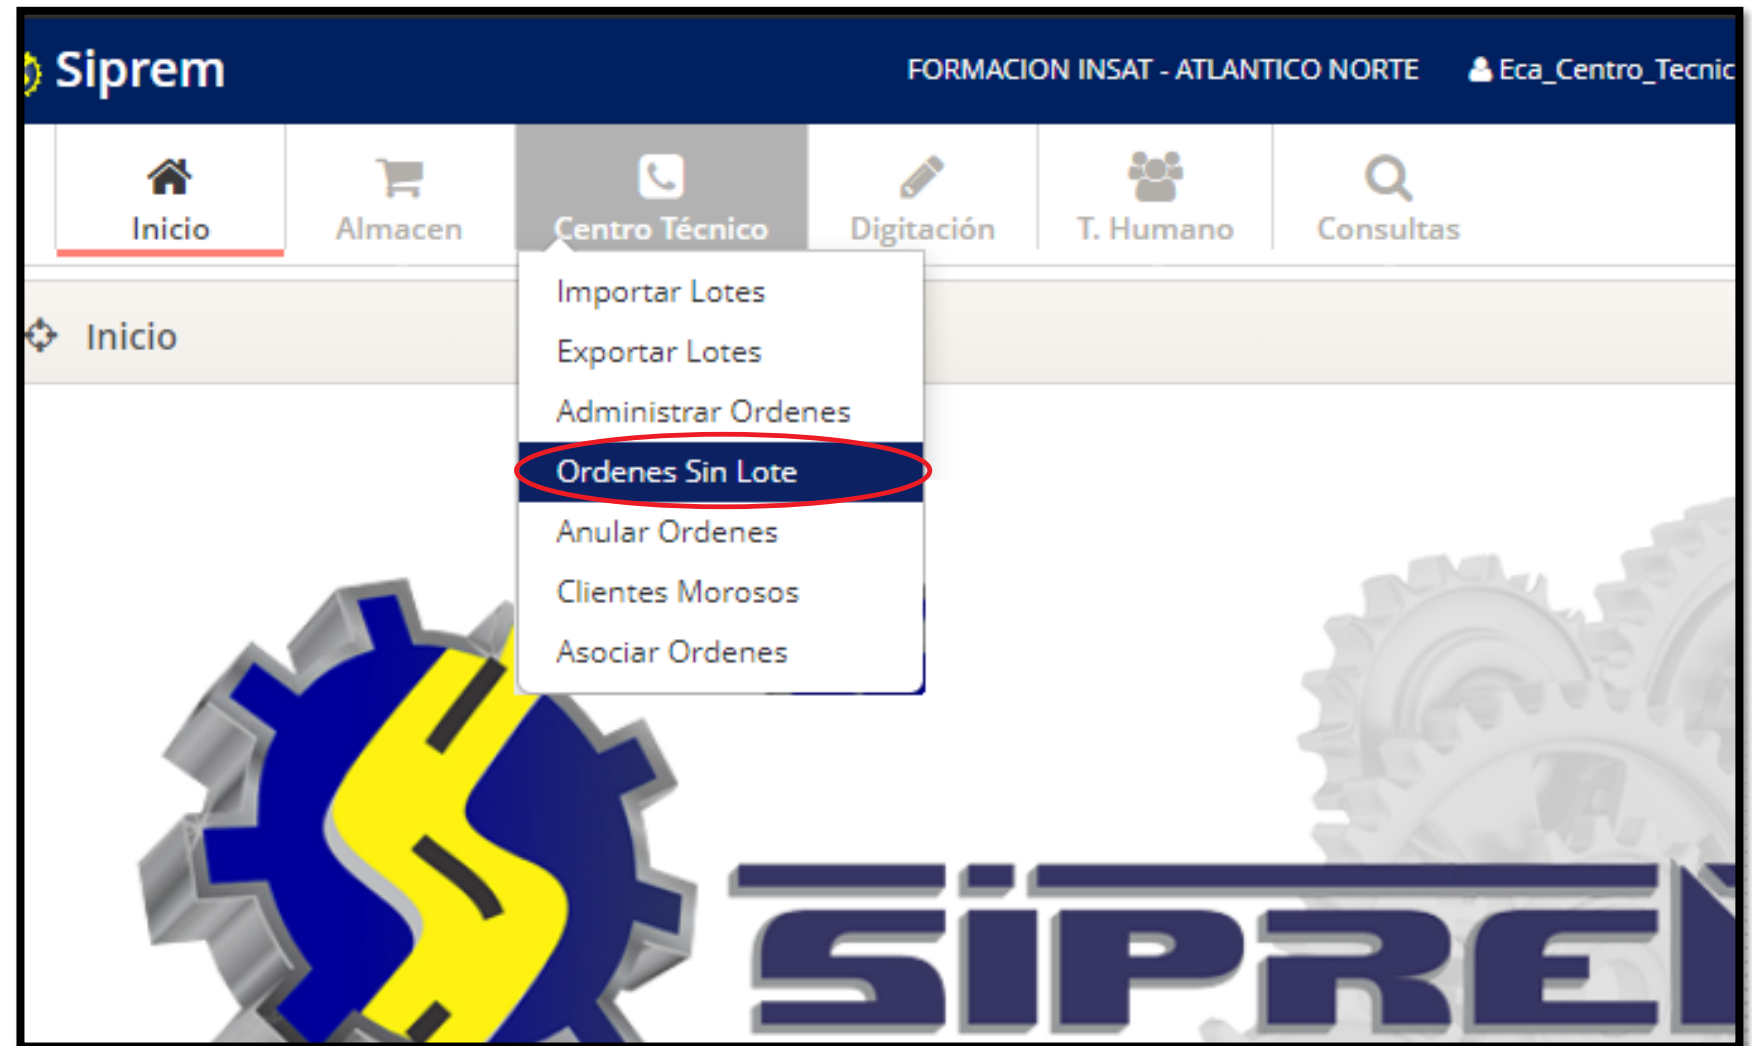 Siprem
FORMACION INSAT - ATLANTICO NORTE
Eca_Centro_Tecnic
Inicio
Almacen
Centro Técnico
Digitación
T. Humano
Consultas
Inicio
Importar Lotes
Exportar Lotes
Administrar Ordenes
Ordenes Sin Lote
Anular Ordenes
Clientes Morosos
Asociar Ordenes
SIPREM